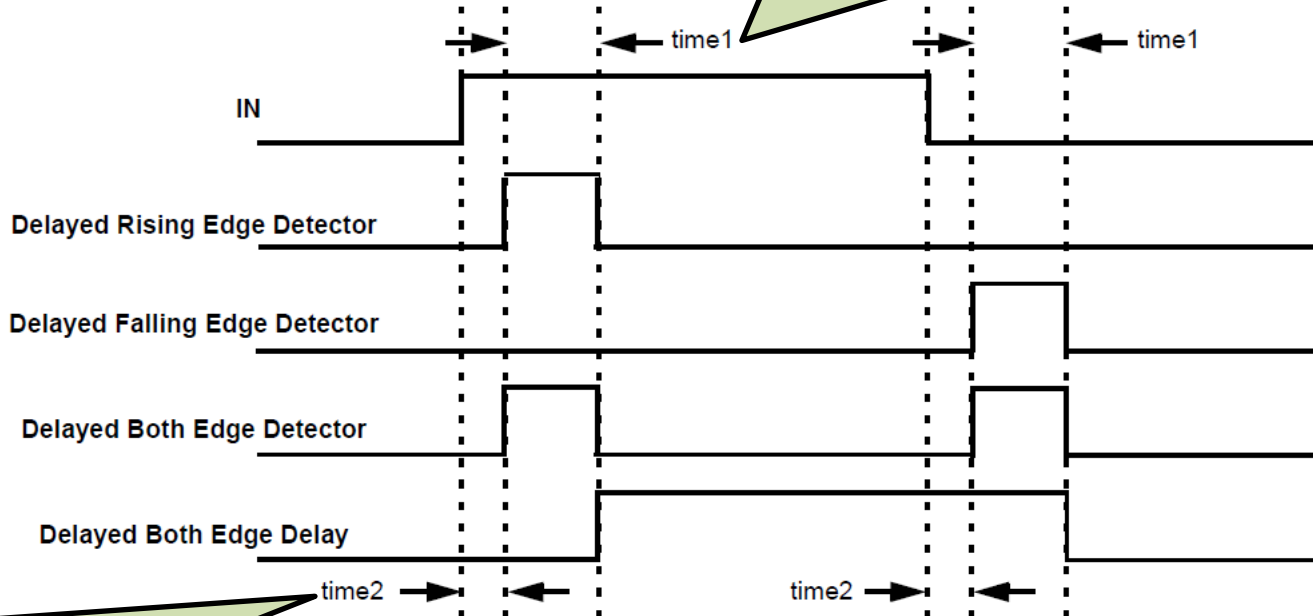 time1 time1
IN
Delayed Rising Edge Detector
Delayed Falling Edge Detector
Delayed Both Edge Detector
Delayed Both Edge Delay
time2 time2